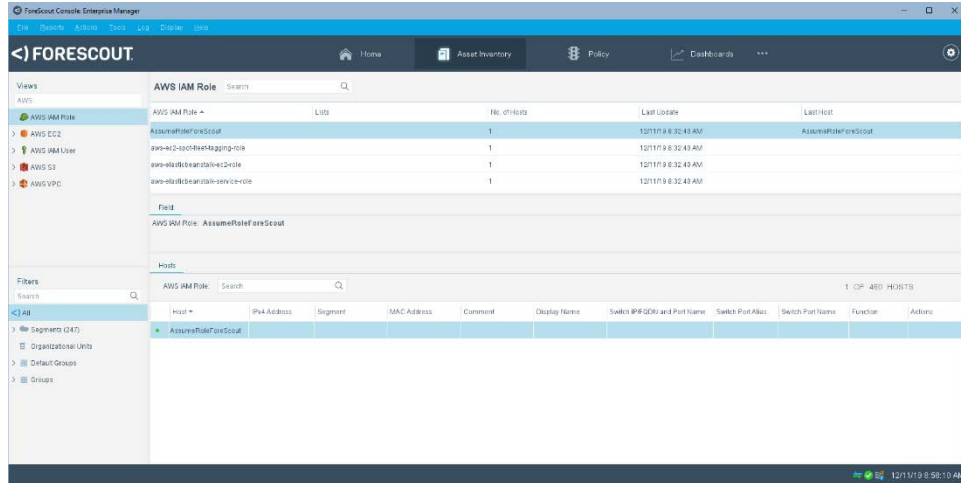 ForeScout Console: Enterprise Manager
File Reports Actions Tools Log Display Help
<) FORESCOUT. Home Asset Inventory Policy Dashboards ...
Views
AWS
AWS IAM Role
> AWS EC2
> AWS IAM User
> AWS S3
> AWS VPC
AWS IAM Role Search
AWS IAM Role Lists No. of Hosts Last Update Last Host
AssumeRoleForeScout 1 12/11/19 8:32:43 AM AssumeRoleForeScout
aws-ec2-spot-fleet-tagging-role 1 12/11/19 8:32:43 AM
aws-elasticbeanstalk-ec2-role 1 12/11/19 8:32:43 AM
aws-elasticbeanstalk-service-role 1 12/11/19 8:32:43 AM
Field
AWS IAM Role: AssumeRoleForeScout
Hosts
AWS IAM Role: Search 1 OF 460 HOSTS
Host IPv4 Address Segment MAC Address Comment Display Name Switch IP/FQDN and Port Name Switch Port Alias Switch Port Name Function Actions
AssumeRoleForeScout
Filters
Search
<) All
> Segments (247)
Organizational Units
> Default Groups
> Groups
12/11/19 8:58:10 AM